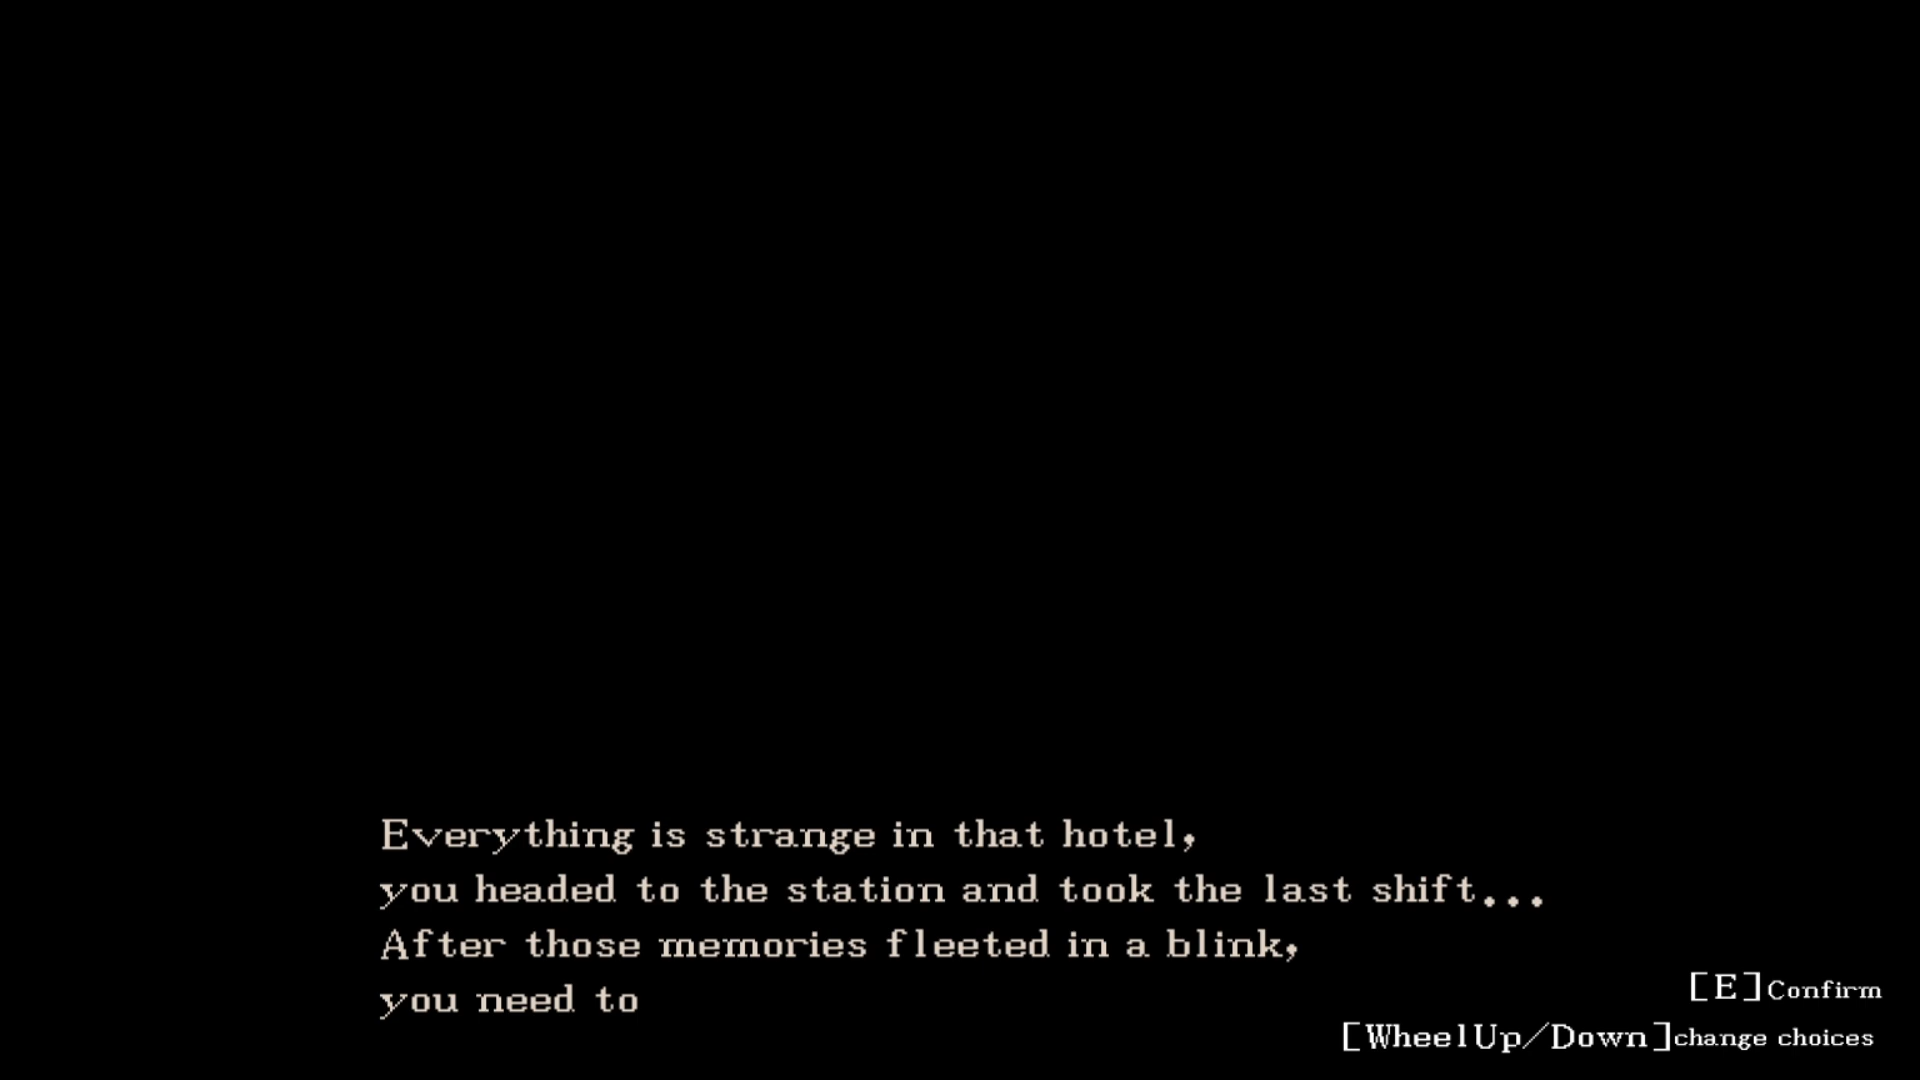 Everything is strange in that hotel,
you headed to the station and took the last shift...
After those memories fleeted in a blink,
you need to
[E]Confirm
[WheelUp/Down]change choices